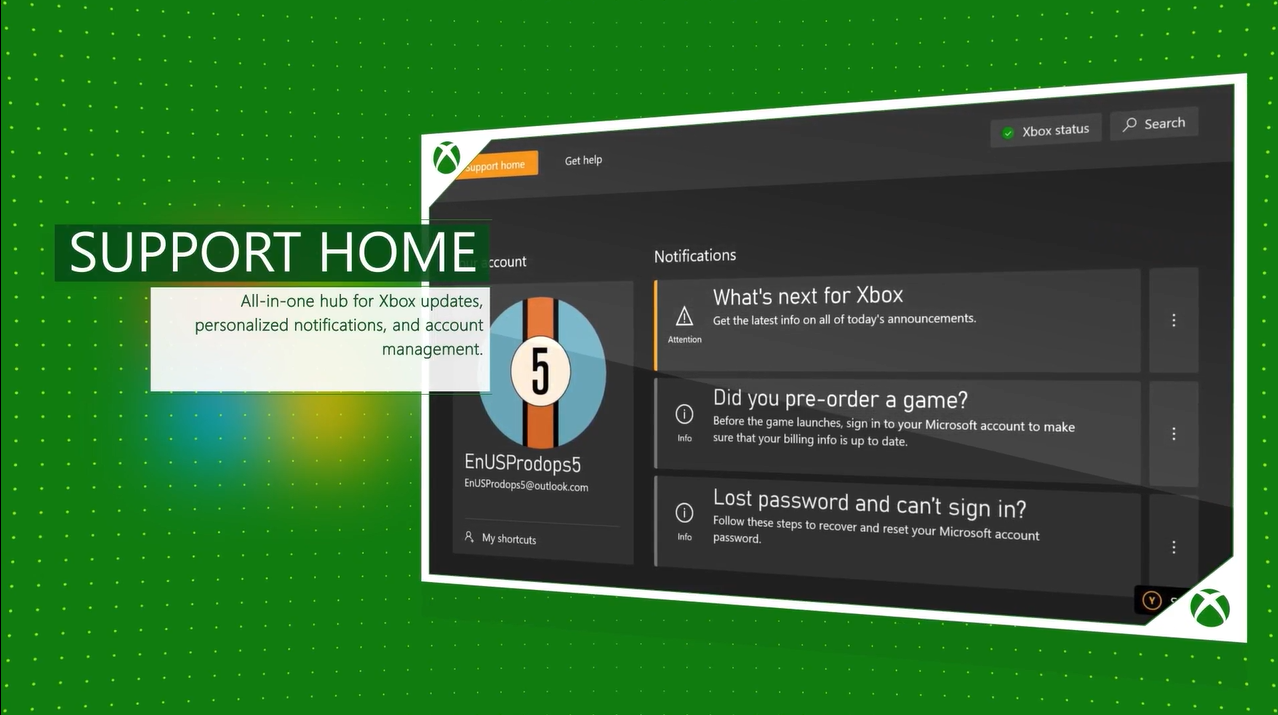 Xbox status
Search
Support home
Get help
SUPPORT HOME
account
Notifications
All-in-one hub for Xbox updates,
personalized notifications, and account
management.
5
EnUSProdops5
EnUSProdops5@outlook.com
My shortcuts
Attention
What's next for Xbox
Get the latest info on all of today's announcements.
Info
Did you pre-order a game?
Before the game launches, sign in to your Microsoft account to make
sure that your billing info is up to date.
Info
Lost password and can't sign in?
Follow these steps to recover and reset your Microsoft account
password.
Y